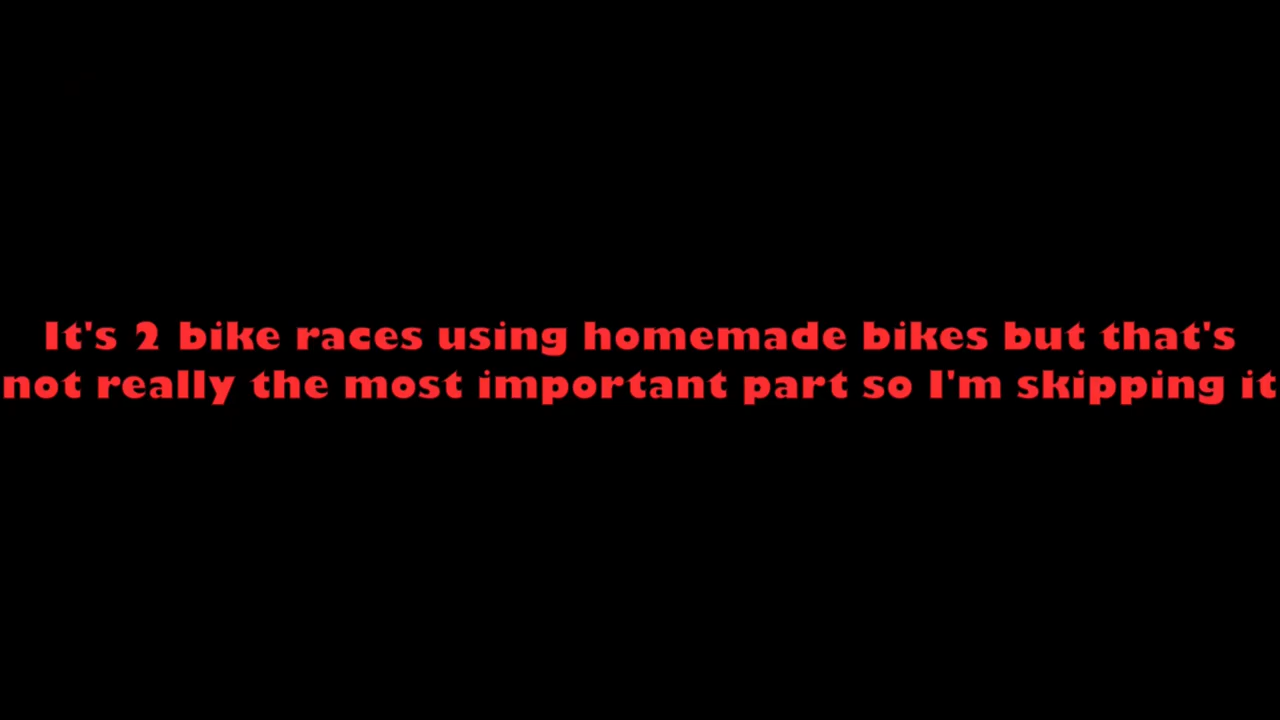 It's 2 bike races using homemade bikes but that's
not really the most important part so I'm skipping it